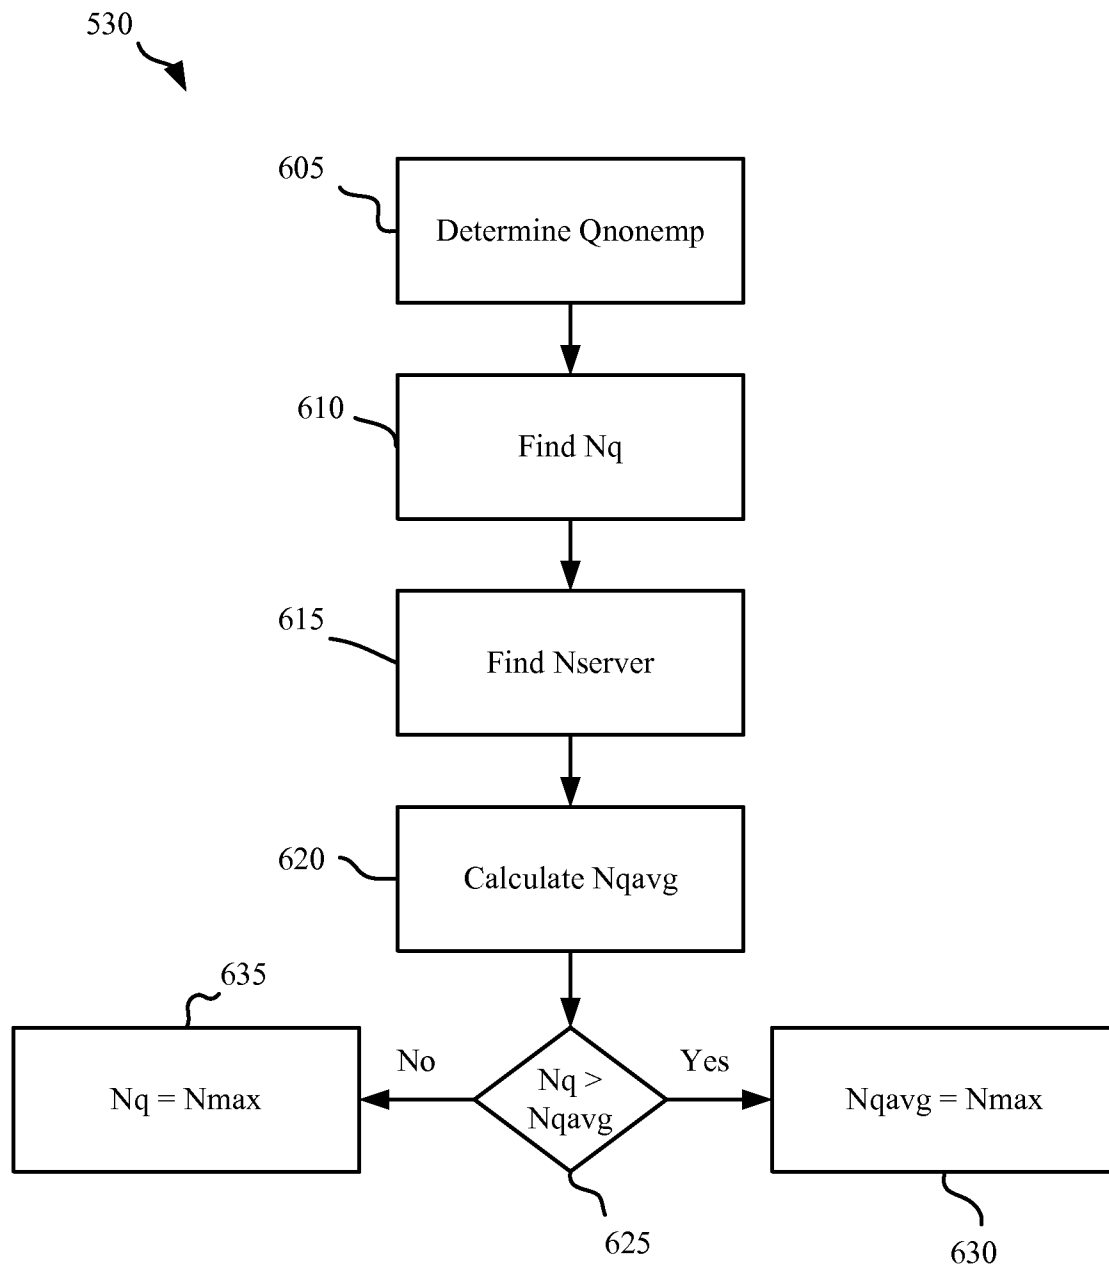 530
605
Determine Qnonemp
610
Find Nq
615
Find Nserver
620
Calculate Nqavg
635
No
Yes
Nq = Nmax
Nq >
Nqavg
Nqavg = Nmax
625
630